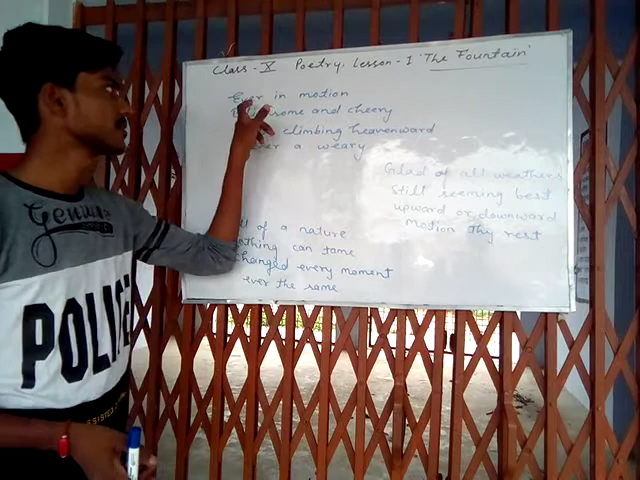 Class - X Poetry. Lesson - 1 'The Fountain'
Ever in motion
some and cheery
climbing heavenward
a weary
Glad of all weathers
Still seeming best
upward or downward
Motion thy rest
of a nature
can tame
changed every moment
ever the same
Genuine
POLICE